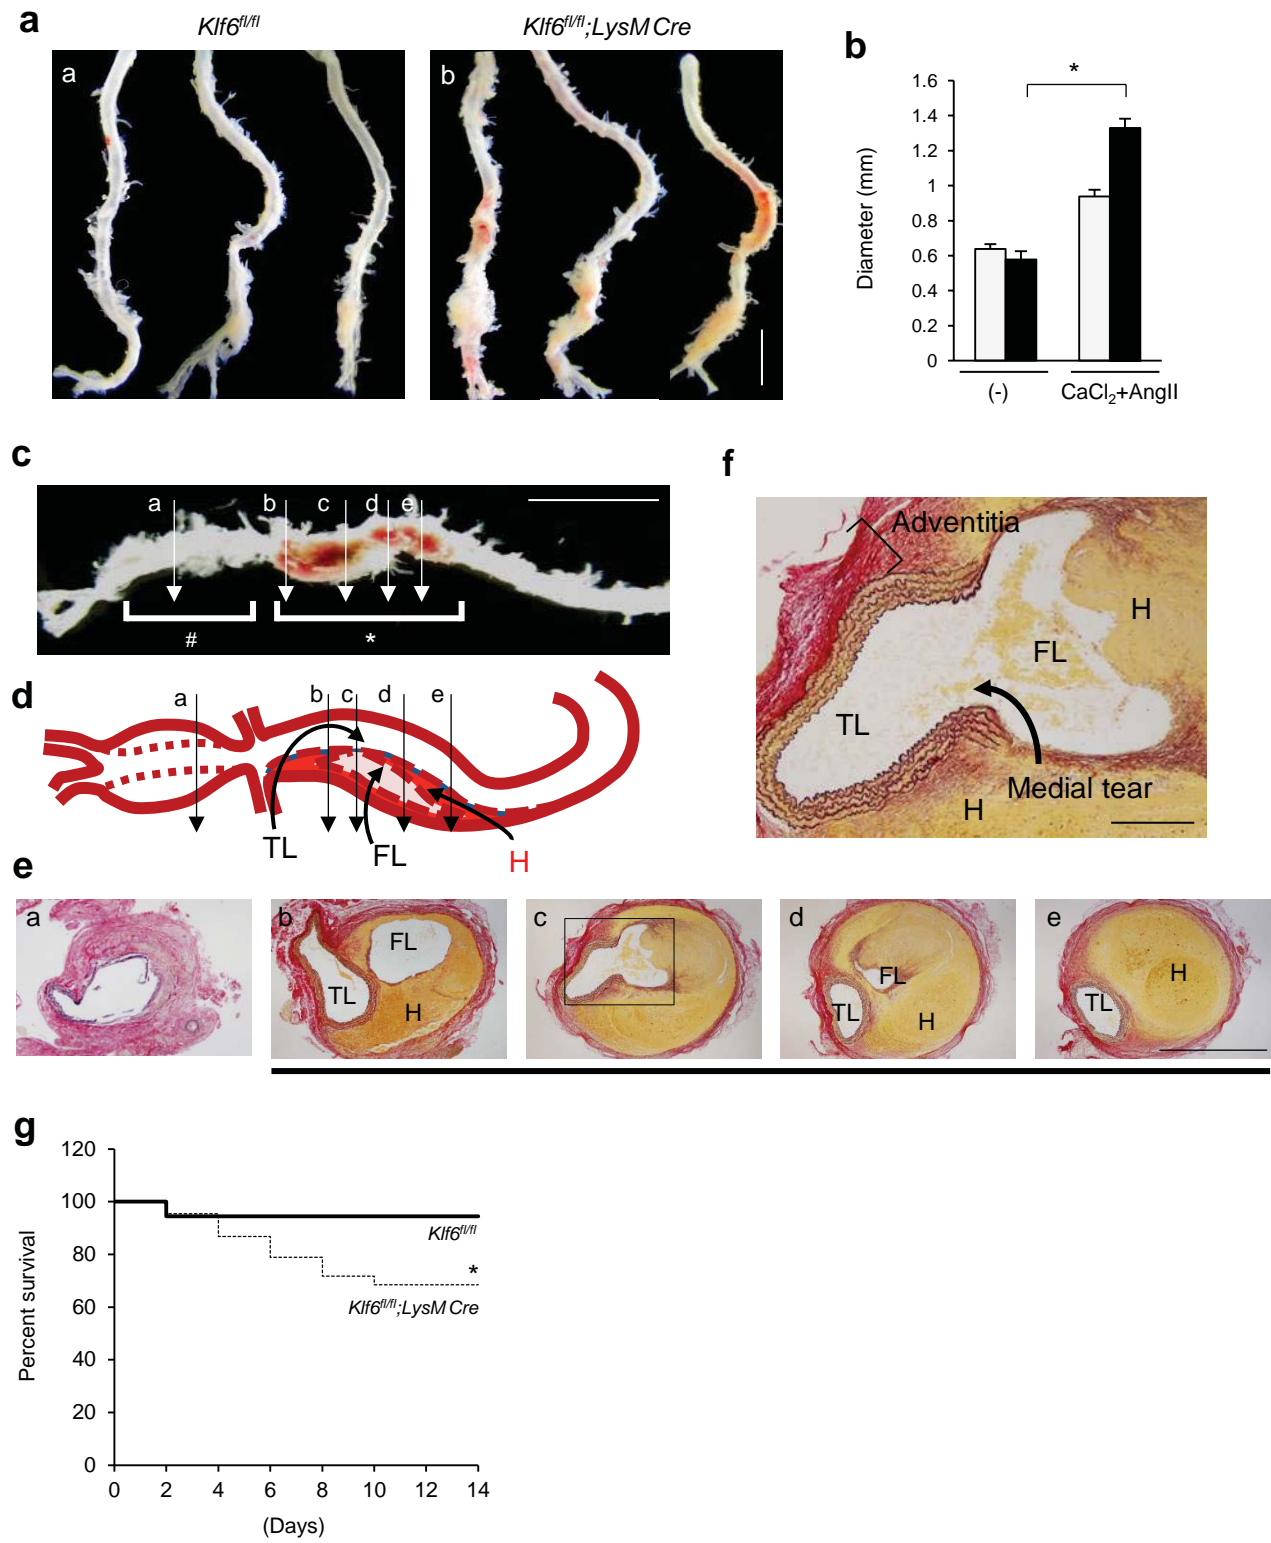 a
Klf6fl/fl
Klf6fl/fl;LysM Cre
a
b
b
*
1.6
1.4
1.2
1
0.8
0.6
0.4
0.2
0
Diameter (mm)
(-)
CaCl2+AngII
c
a
b
c
d
e
#
*
d
a
b
c
d
e
TL
FL
H
f
Adventitia
H
FL
TL
Medial tear
H
e
a
b
FL
TL
H
c
d
FL
TL
H
e
H
TL
g
120
100
80
60
40
20
0
Percent survival
Klf6fl/fl
*
Klf6fl/fl;LysM Cre
0 2 4 6 8 10 12 14
(Days)